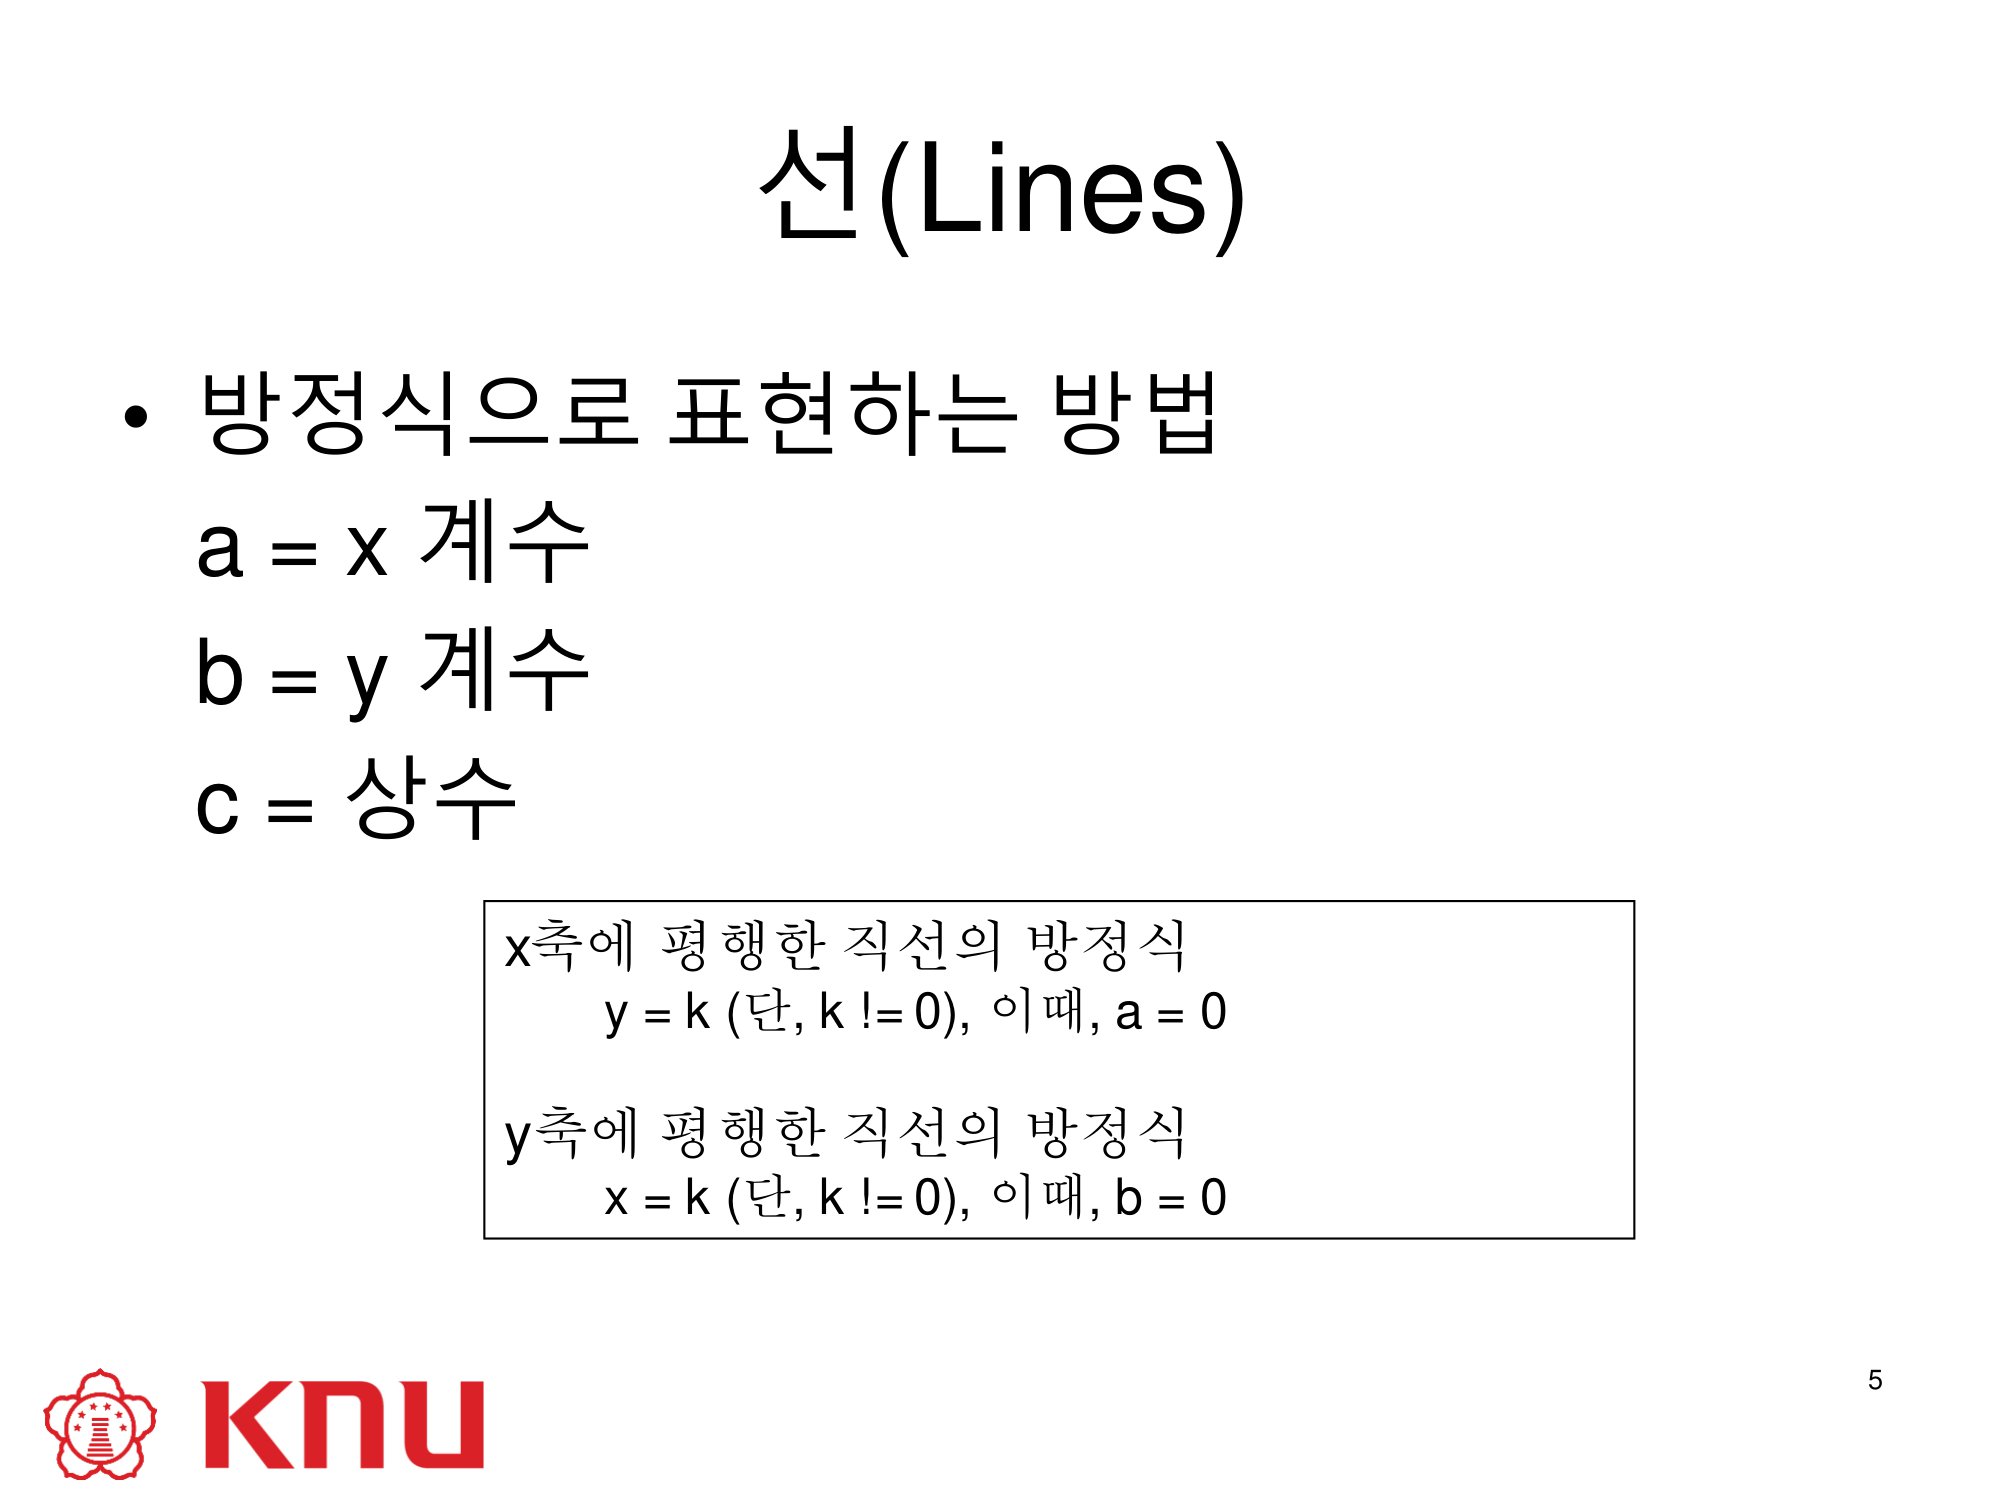 선(Lines)
• 방정식으로 표현하는 방법
a = x 계수
b = y 계수
c = 상수
x축에 평행한 직선의 방정식
y = k (단, k != 0), 이때, a = 0
y축에 평행한 직선의 방정식
x = k (단, k != 0), 이때, b = 0
KNU
5